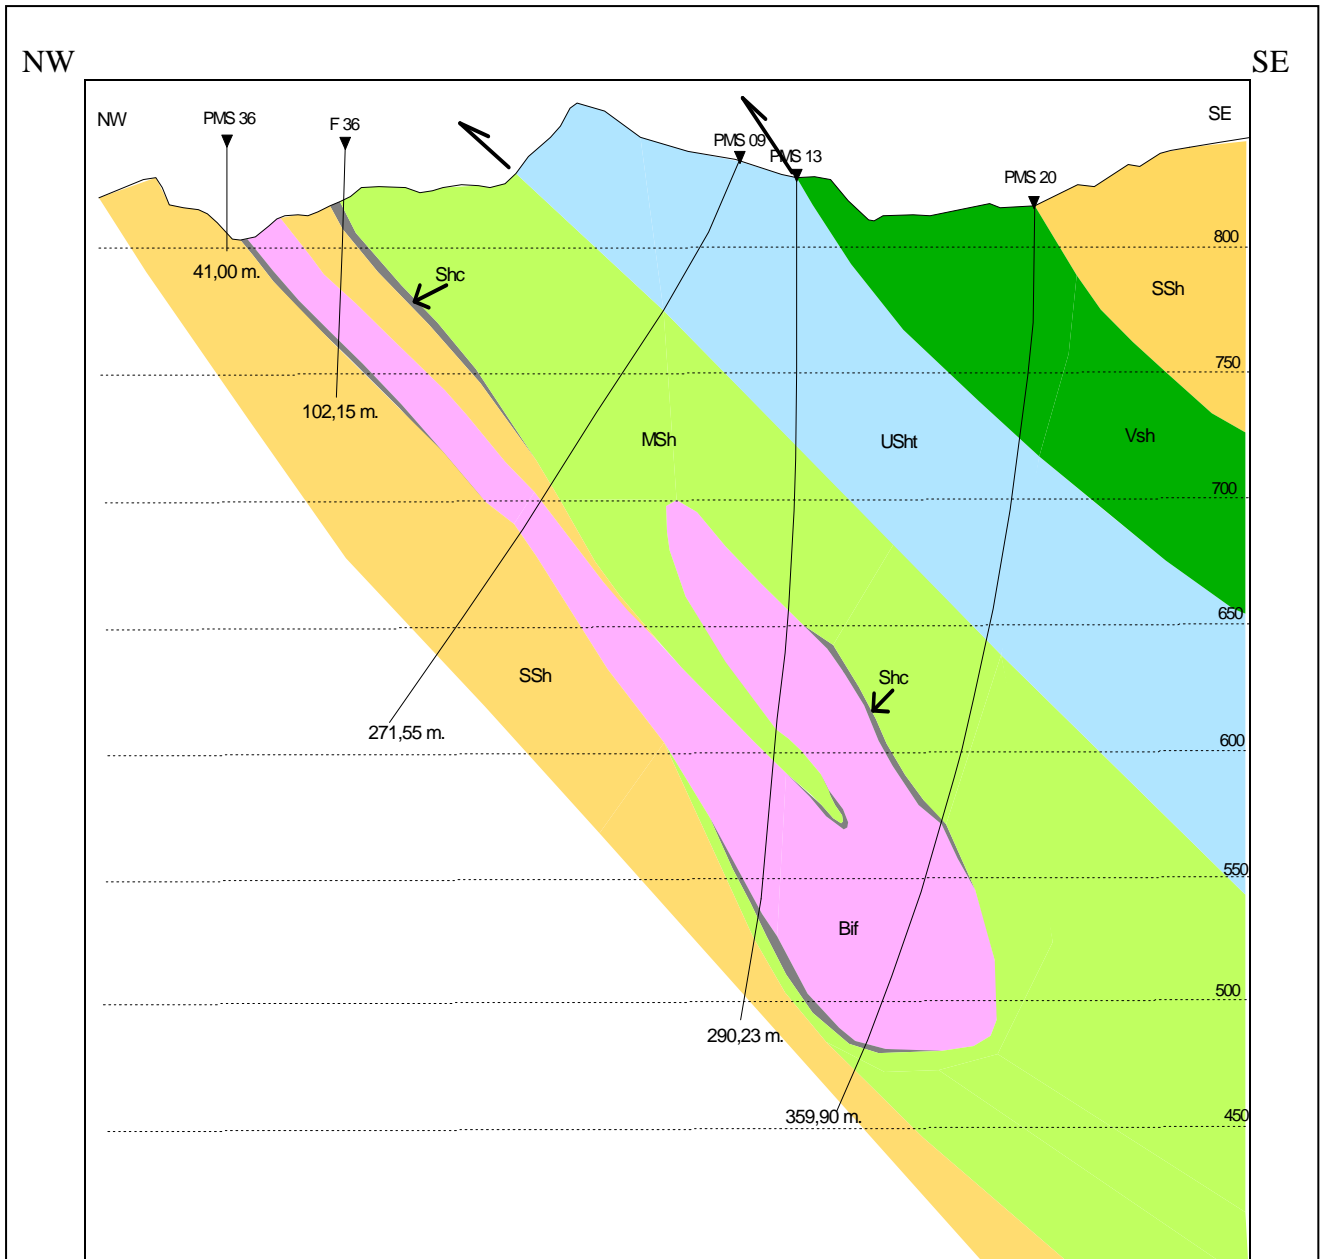 NW SE
NW SE
PMS 36 F 36 PMS 09 PMS 13 PMS 20
800
41,00 m. Shc SSh
750
102,15 m.
MSh USht Vsh
700
650
SSh Shc
271,55 m. 600
550
Bif
500
290,23 m.
359,90 m. 450